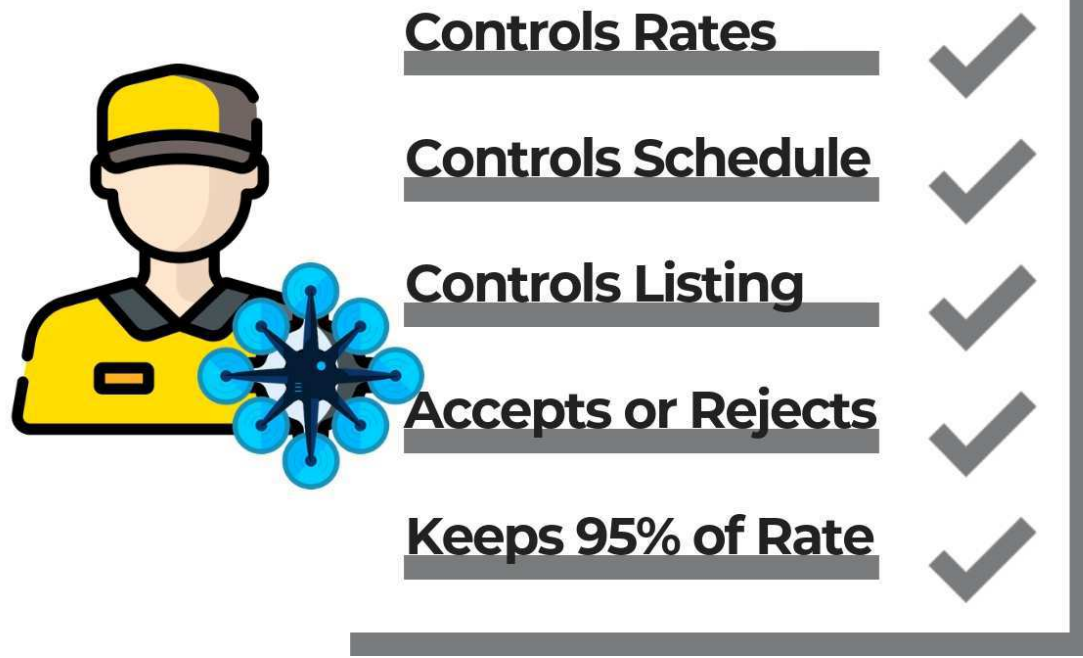 Controls Rates
Controls Schedule
Controls Listing
Accepts or Rejects
Keeps 95% of Rate